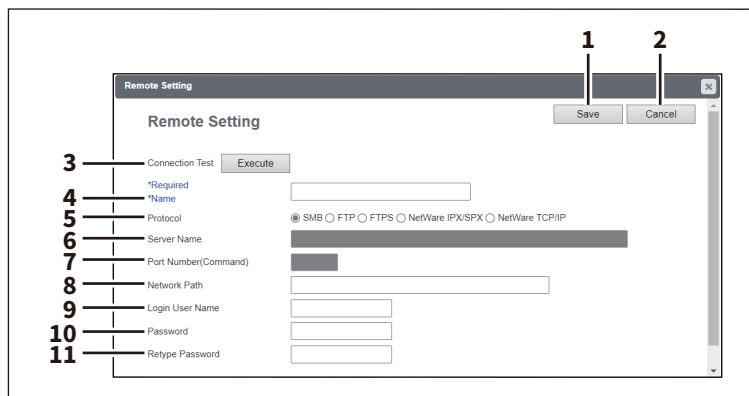 1 2
Remote Setting
Remote Setting
Save Cancel
3 Connection Test Execute
*Required
4 *Name
5 Protocol SMB FTP FTPS NetWare IPX/SPX NetWare TCP/IP
6 Server Name
7 Port Number(Command)
8 Network Path
9 Login User Name
10 Password
11 Retype Password